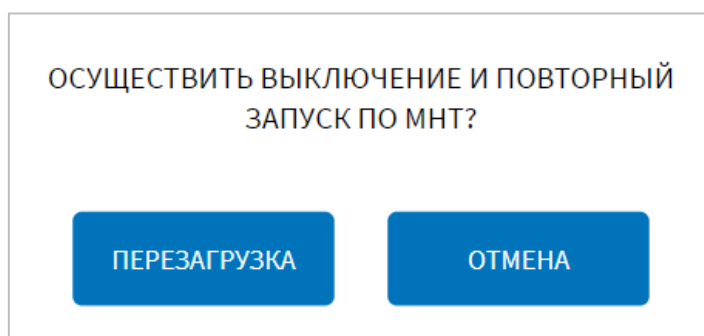 ОСУЩЕСТВИТЬ ВЫКЛЮЧЕНИЕ И ПОВТОРНЫЙ
ЗАПУСК ПО МНТ?
ПЕРЕЗАГРУЗКА
ОТМЕНА